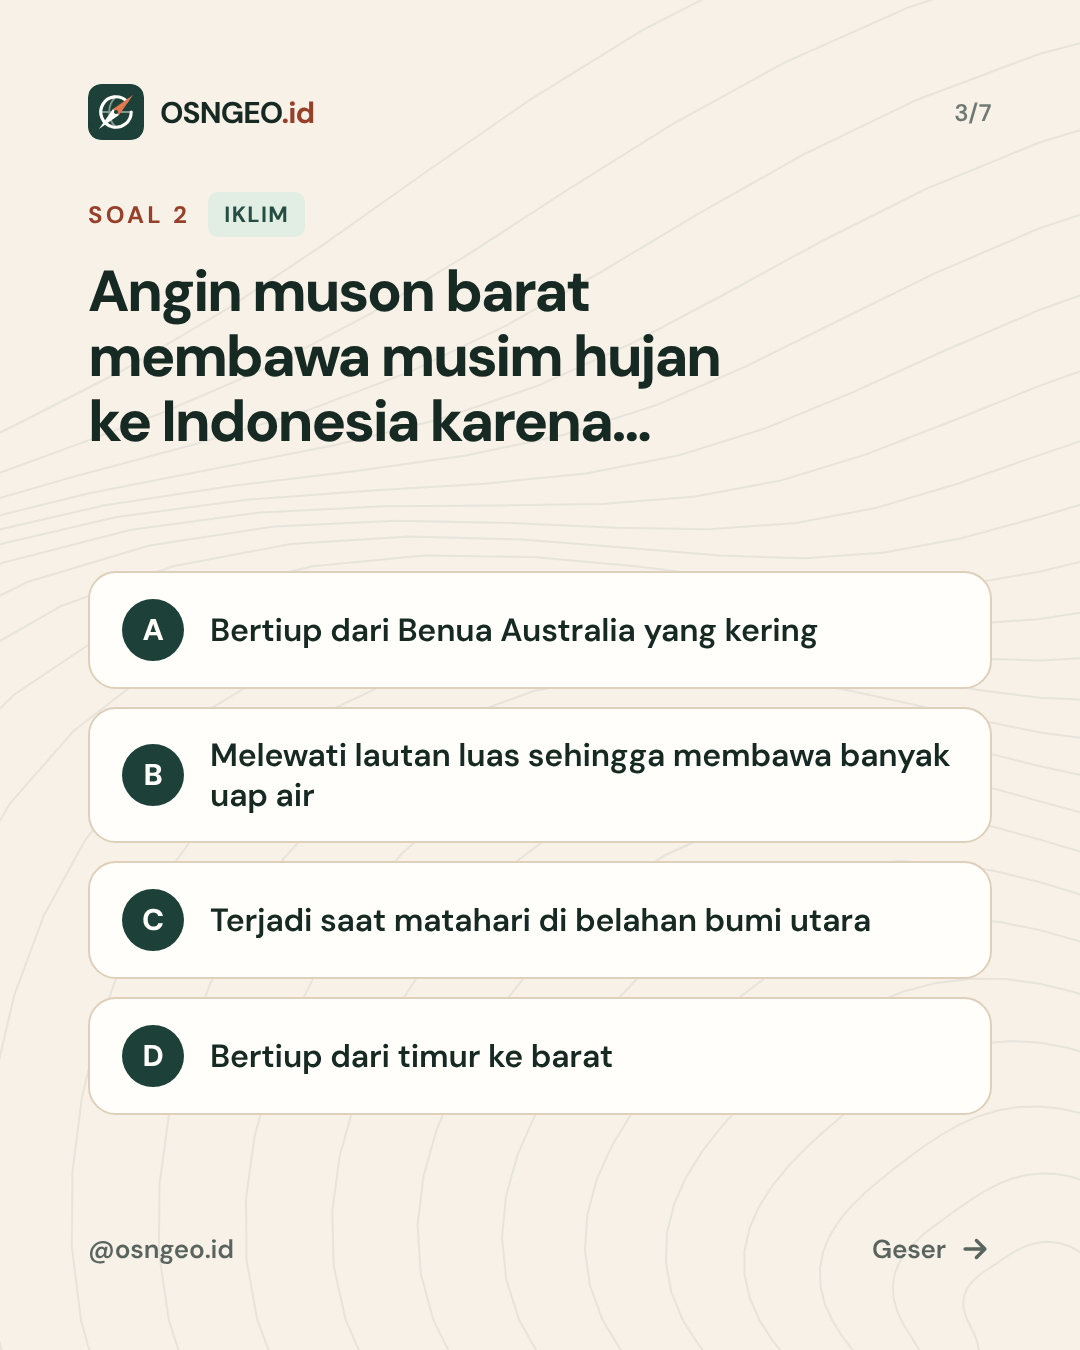 OSNGEO.id
3/7
SOAL 2 IKLIM
Angin muson barat
membawa musim hujan
ke Indonesia karena...
A Bertiup dari Benua Australia yang kering
B Melewati lautan luas sehingga membawa banyak
uap air
C Terjadi saat matahari di belahan bumi utara
D Bertiup dari timur ke barat
@osngeo.id
Geser →